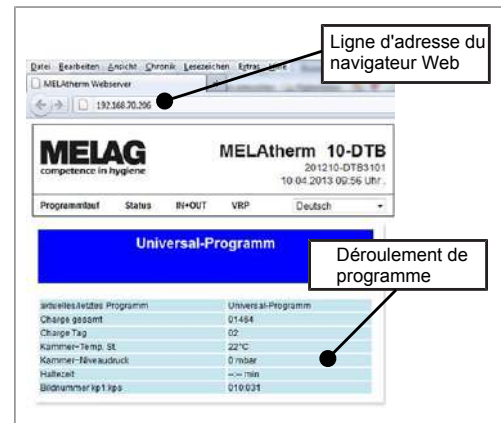 Ligne d'adresse du
navigateur Web
Datei Bearbeiten Ansicht Chronik Lesezeichen Extras
MELAtherm Webserver
192.168.70.206
MELAG
competence in hygiene
MELAtherm 10-DTB
201210-DTB3101
10.04.2013 09:56 Uhr
Programmlauf Status IN+OUT VRP Deutsch
Universal-Programm
Déroulement de
programme
aktuelles/letztes Programm Universal-Programm
Charge gesamt 01464
Charge Tag 02
Kammer-Temp. St. 22°C
Kammer-Niveaudruck 0 mbar
Haltezeit --:-- min
Bildnummer kp1:kps 010:031